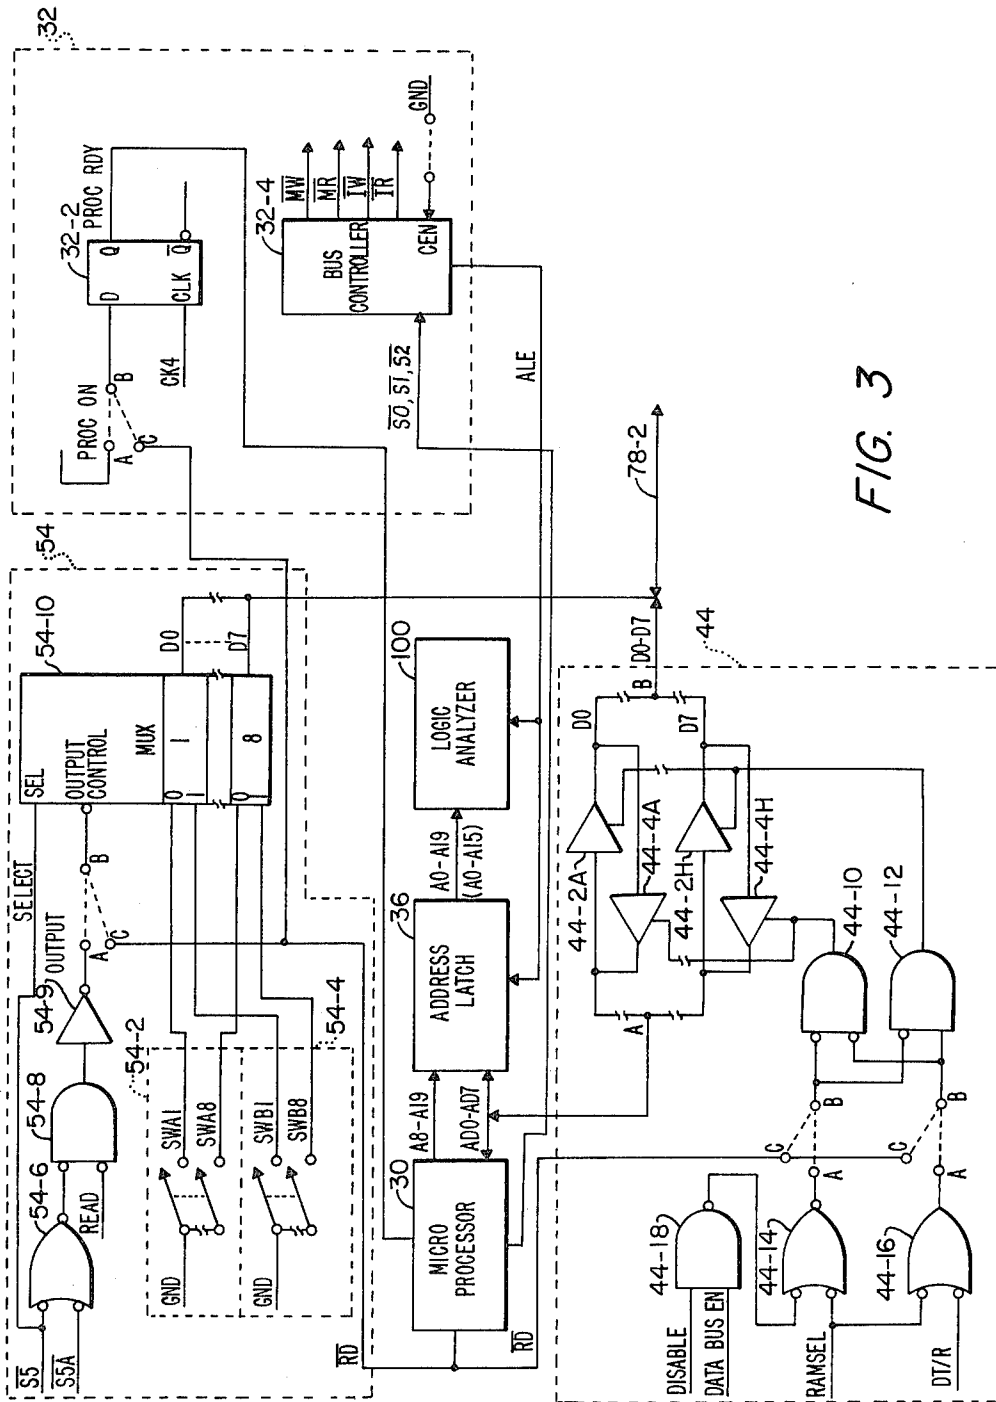 32
PROC RDY
32-2
D
Q
CLK
Q
CK4
PROC ON
A
B
C
32-4
BUS
CONTROLLER
CEN
MW
MR
IW
IR
GND
S0, S1, S2
ALE
54
54-10
SEL
OUTPUT
CONTROL
MUX
0
1
1
0
1
8
D0
D7
SELECT
OUTPUT
A
B
C
54-9
54-8
54-6
READ
S5
S5A
54-2
54-4
GND
SWA1
SWA8
GND
SWB1
SWB8
RD
100
LOGIC
ANALYZER
A0-A19
(A0-A15)
36
ADDRESS
LATCH
A8-A19
AD0-AD7
30
MICRO
PROCESSOR
RD
78-2
D0-D7
44
B
D0
D7
A
44-2A
44-4A
44-2H
44-4H
44-10
44-12
B
C
A
B
C
A
44-18
44-14
44-16
DISABLE
DATA BUS EN
RAMSEL
DT/R
FIG. 3